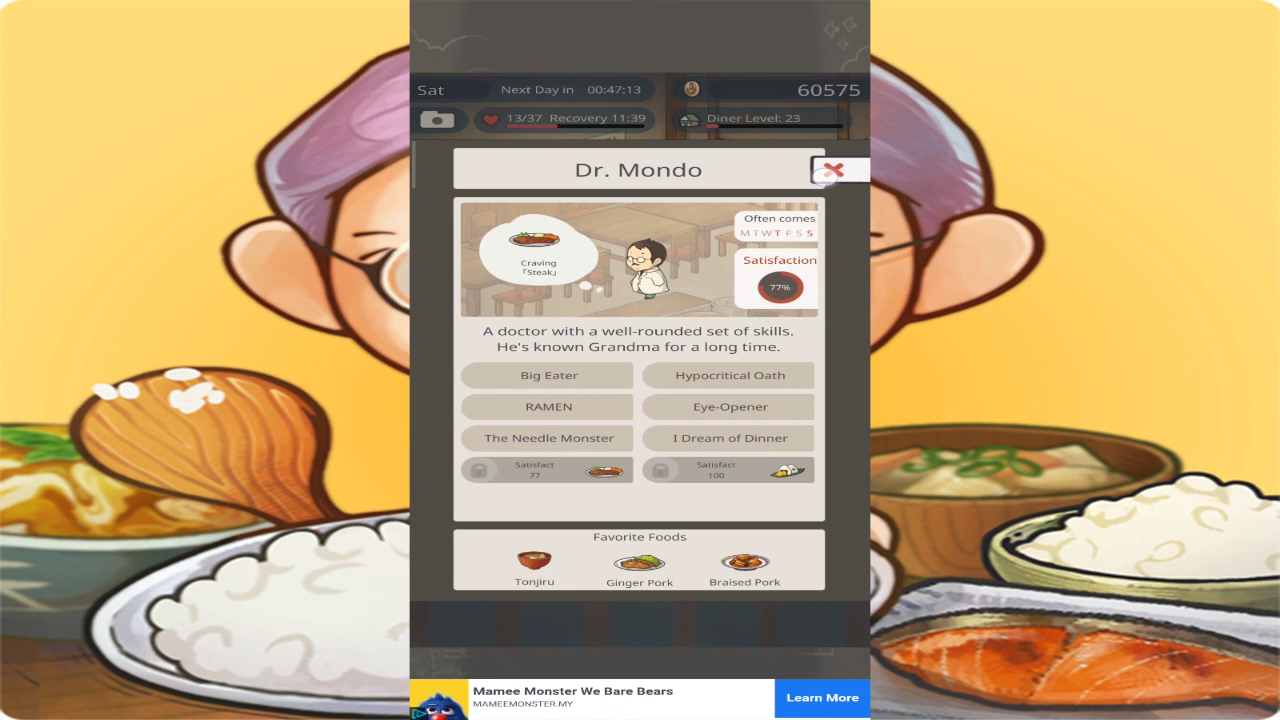 Sat
Next Day in 00:47:13
60575
13/37 Recovery 11:39
Diner Level: 23
Dr. Mondo
Craving
「Steak」
Often comes
M T W T F S S
Satisfaction
77%
A doctor with a well-rounded set of skills.
He's known Grandma for a long time.
Big Eater
Hypocritical Oath
RAMEN
Eye-Opener
The Needle Monster
I Dream of Dinner
Satisfact
77
Satisfact
100
Favorite Foods
Tonjiru
Ginger Pork
Braised Pork
Mamee Monster We Bare Bears
MAMEEMONSTER.MY
Learn More